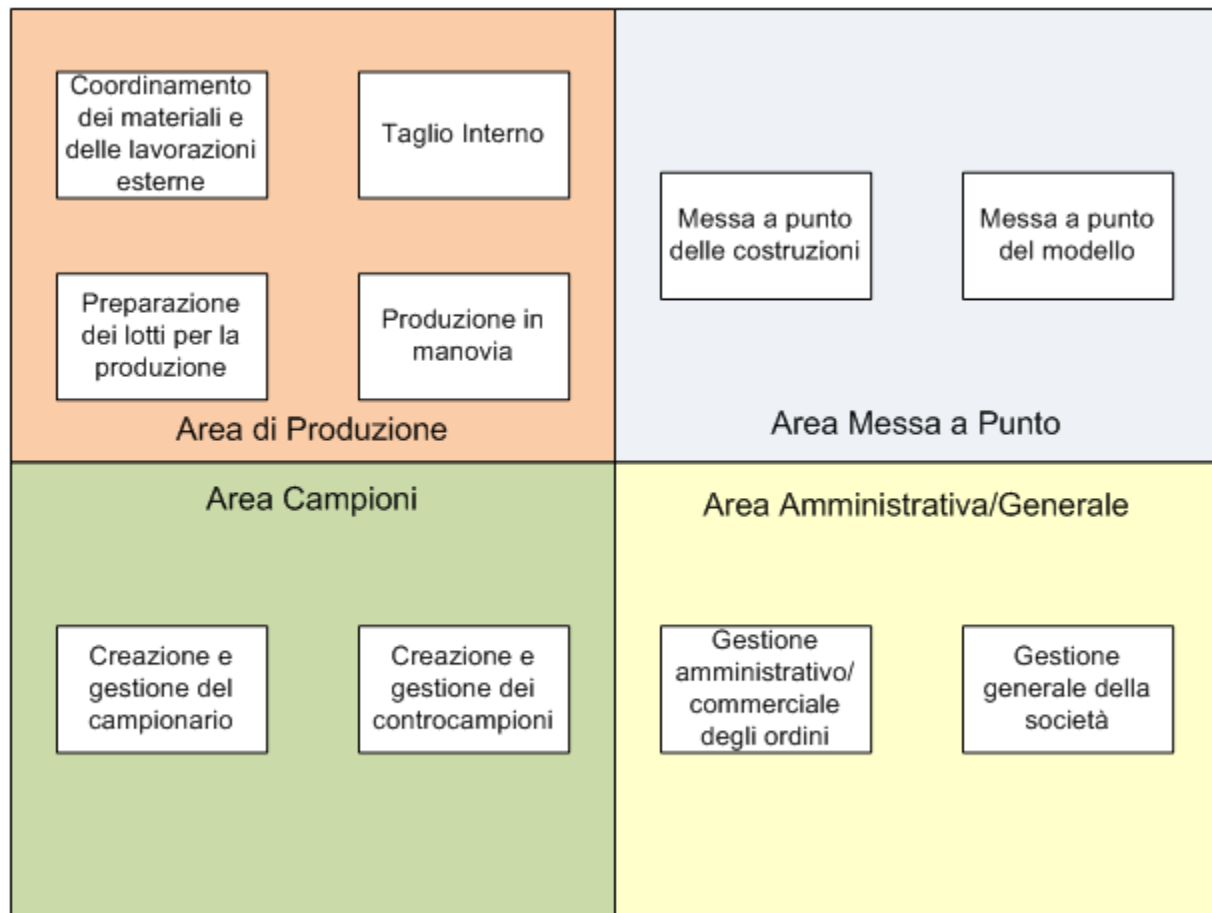 Coordinamento
dei materiali e
delle lavorazioni
esterne
Taglio Interno
Preparazione
dei lotti per la
produzione
Produzione in
manovia
Area di Produzione
Messa a punto
delle costruzioni
Messa a punto
del modello
Area Messa a Punto
Area Campioni
Creazione e
gestione del
campionario
Creazione e
gestione dei
controcampioni
Area Amministrativa/Generale
Gestione
amministrativo/
commerciale
degli ordini
Gestione
generale della
società